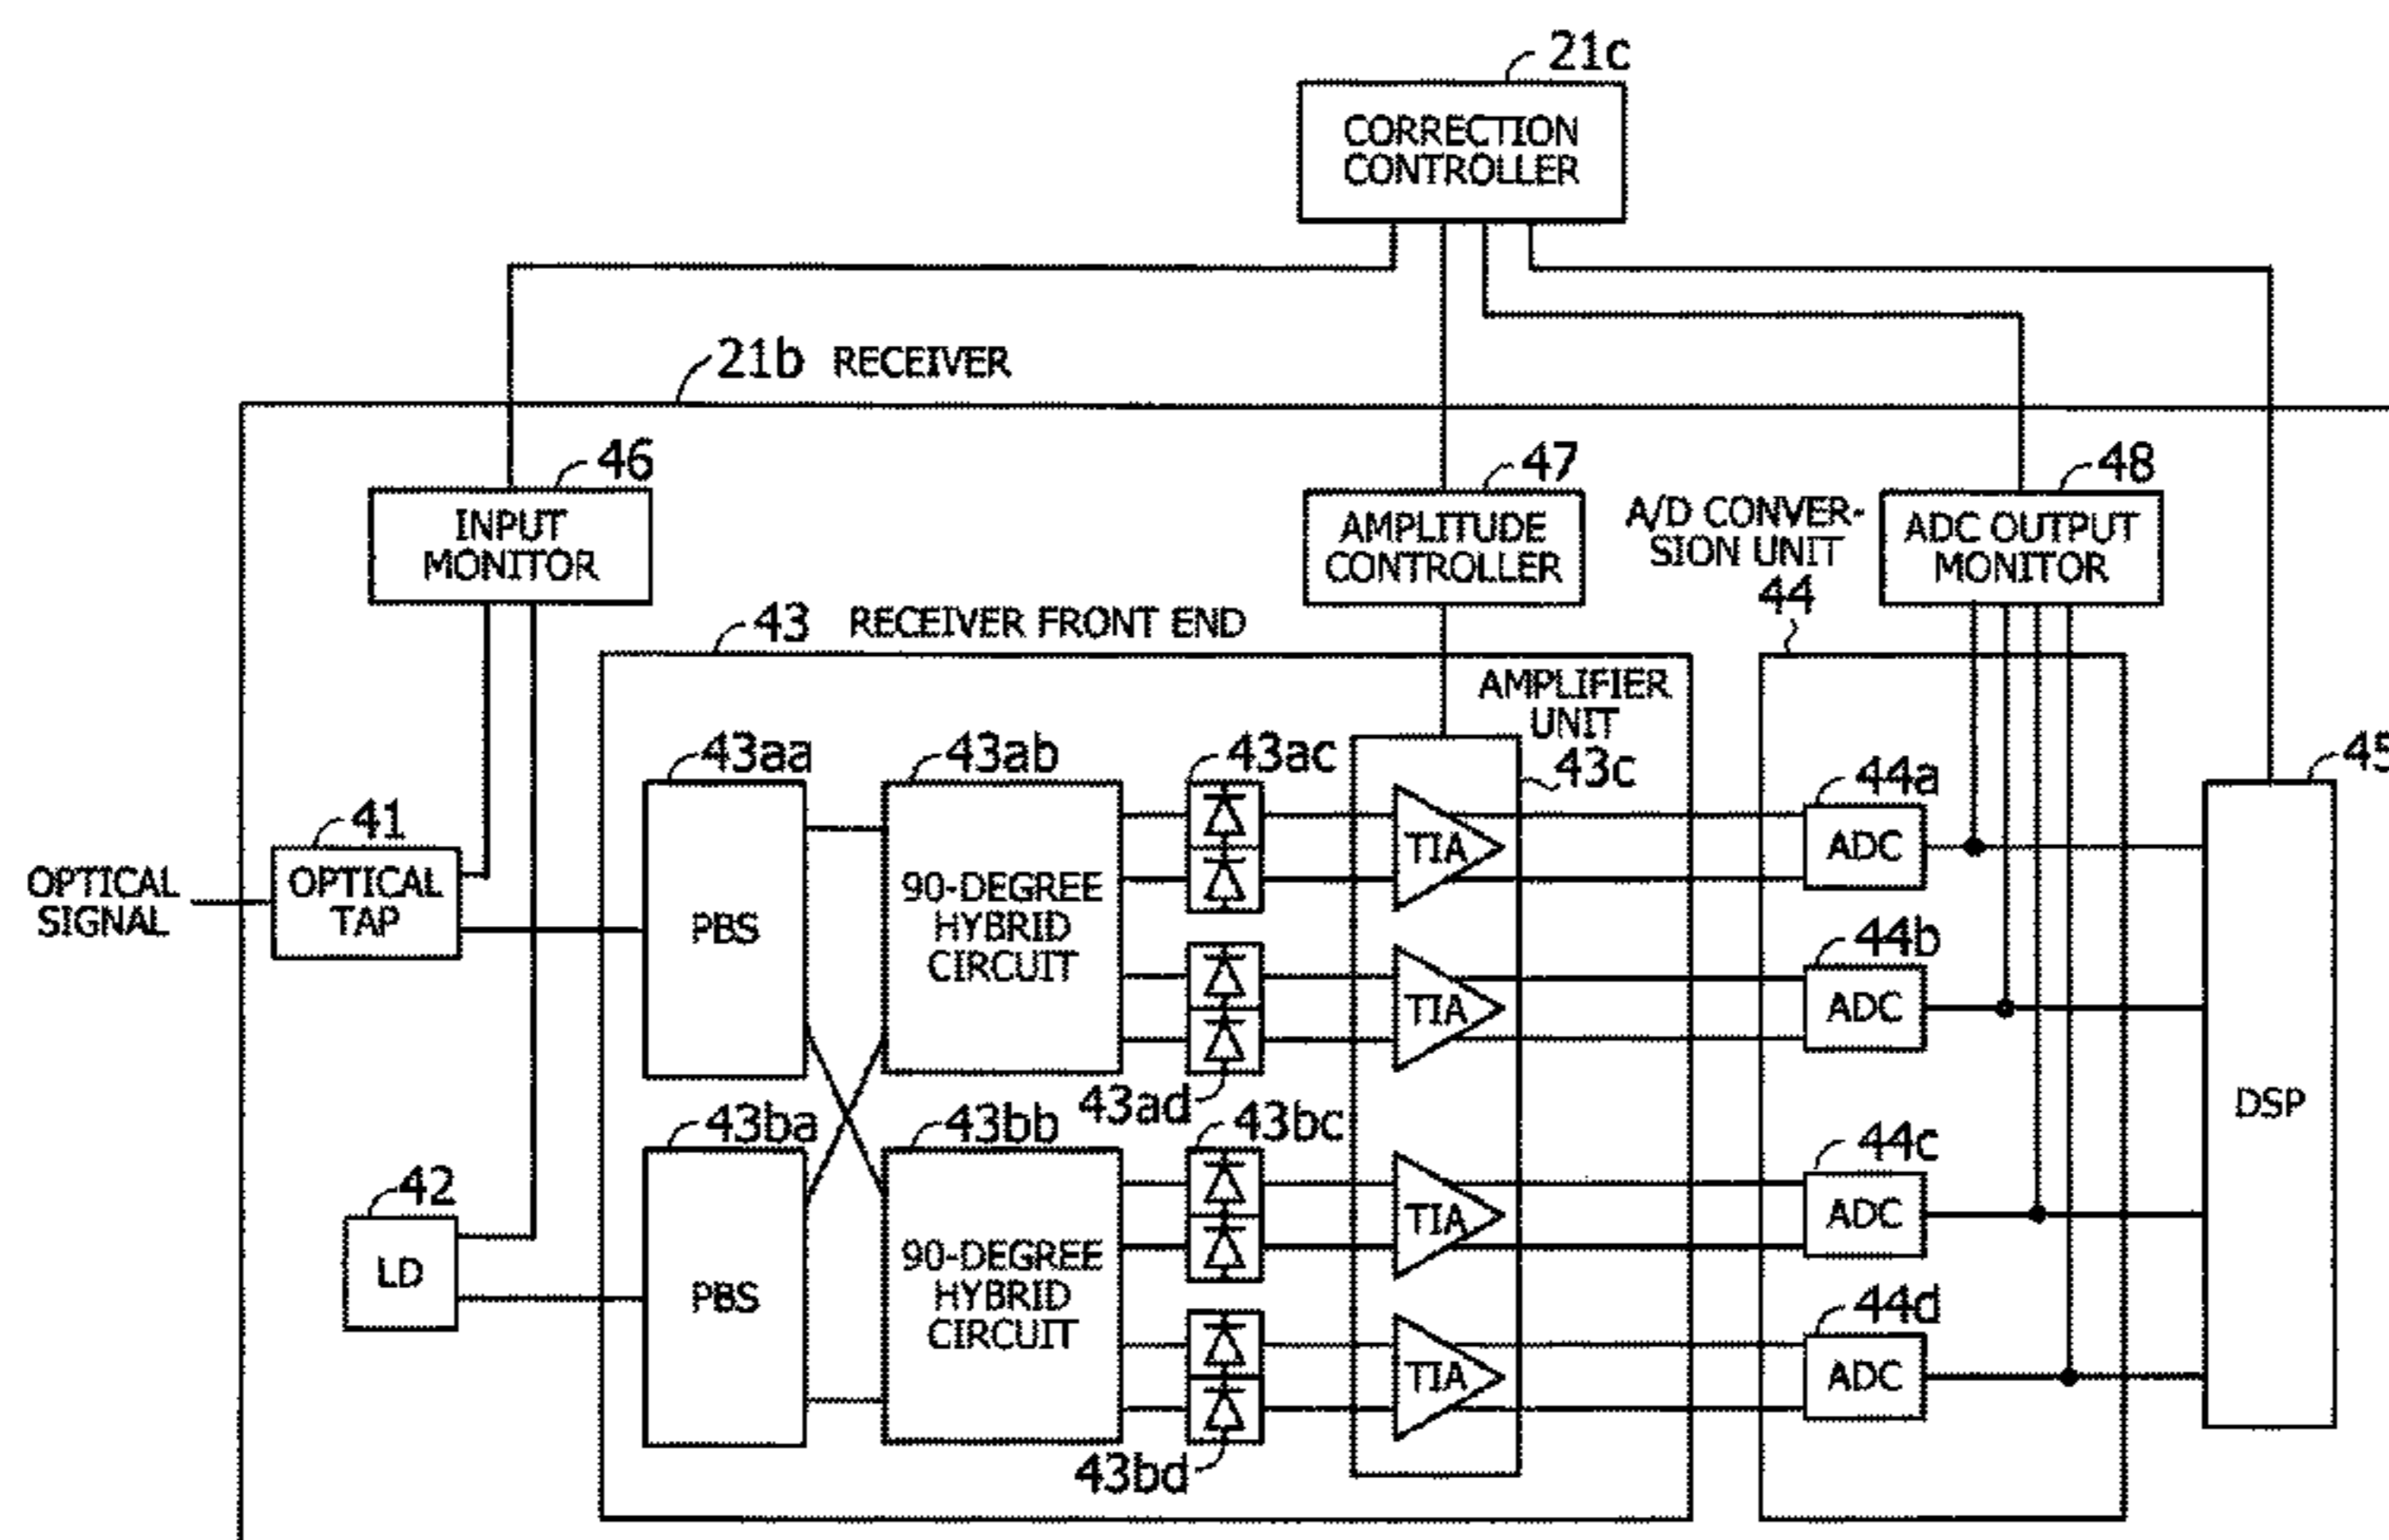 21c
CORRECTION
CONTROLLER
21b RECEIVER
46
INPUT
MONITOR
47
AMPLITUDE
CONTROLLER
A/D CONVER-
SION UNIT
44
48
ADC OUTPUT
MONITOR
43 RECEIVER FRONT END
AMPLIFIER
UNIT
43c
43aa
PBS
43ab
90-DEGREE
HYBRID
CIRCUIT
43ac
43ad
TIA
TIA
44a
ADC
44b
ADC
45
DSP
41
OPTICAL
TAP
OPTICAL
SIGNAL
42
LD
43ba
PBS
43bb
90-DEGREE
HYBRID
CIRCUIT
43bc
43bd
TIA
TIA
44c
ADC
44d
ADC